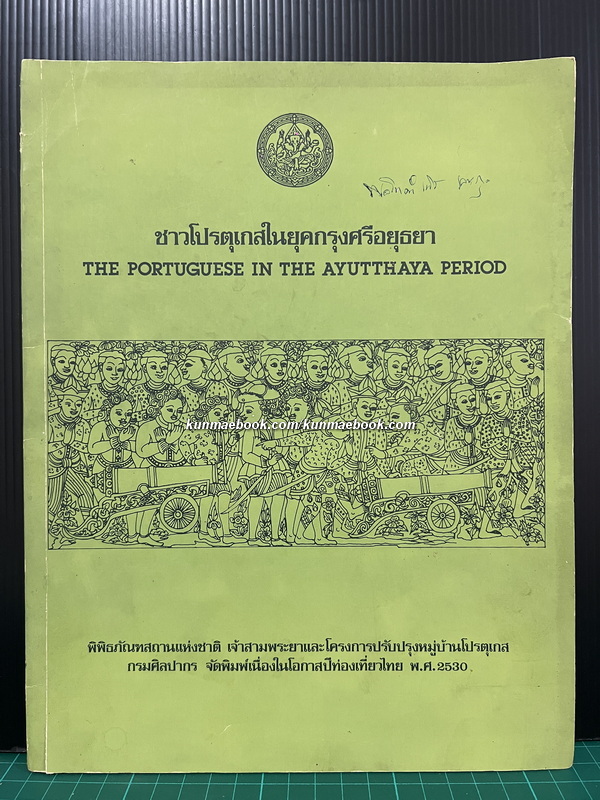 ชาวโปรตุเกสในยุคกรุงศรีอยุธยา
THE PORTUGUESE IN THE AYUTTHAYA PERIOD
kunmaebook.com/kunmaebook.com
พิพิธภัณฑสถานแห่งชาติ เจ้าสามพระยาและโครงการปรับปรุงหมู่บ้านโปรตุเกส
กรมศิลปากร จัดพิมพ์เนื่องในโอกาสปีท่องเที่ยวไทย พ.ศ.2530